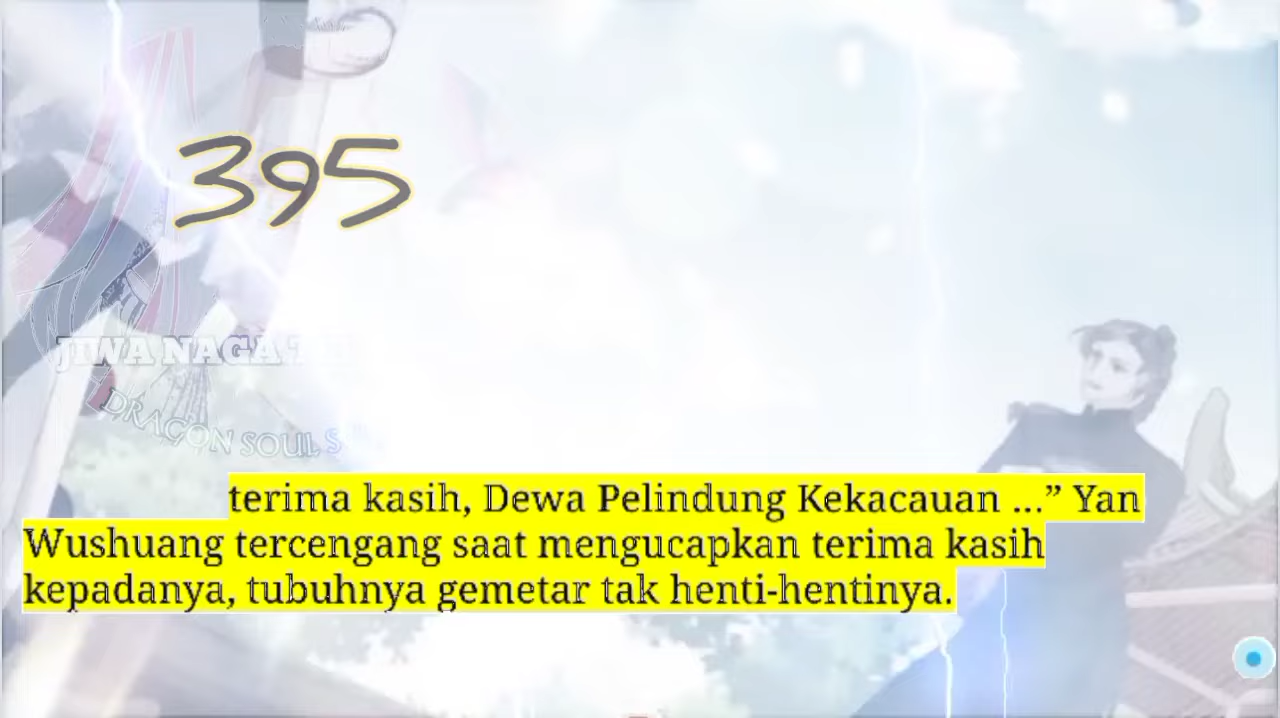 395
JIWA NAGA
DRAGON SOUL S
terima kasih, Dewa Pelindung Kekacauan ...” Yan
Wushuang tercengang saat mengucapkan terima kasih
kepadanya, tubuhnya gemetar tak henti-hentinya.